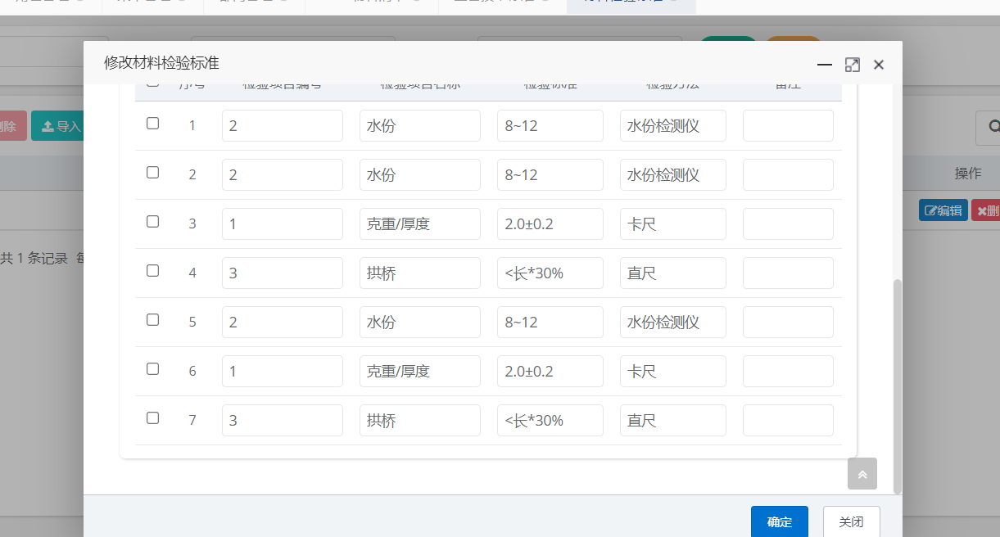 修改材料检验标准
序号 检验项目编号 检验项目名称 检验标准 检验方法 备注
1 2 水份 8~12 水份检测仪
2 2 水份 8~12 水份检测仪
3 1 克重/厚度 2.0±0.2 卡尺
4 3 拱桥 <长*30% 直尺
5 2 水份 8~12 水份检测仪
6 1 克重/厚度 2.0±0.2 卡尺
7 3 拱桥 <长*30% 直尺
确定 关闭
导入
操作
编辑
共 1 条记录